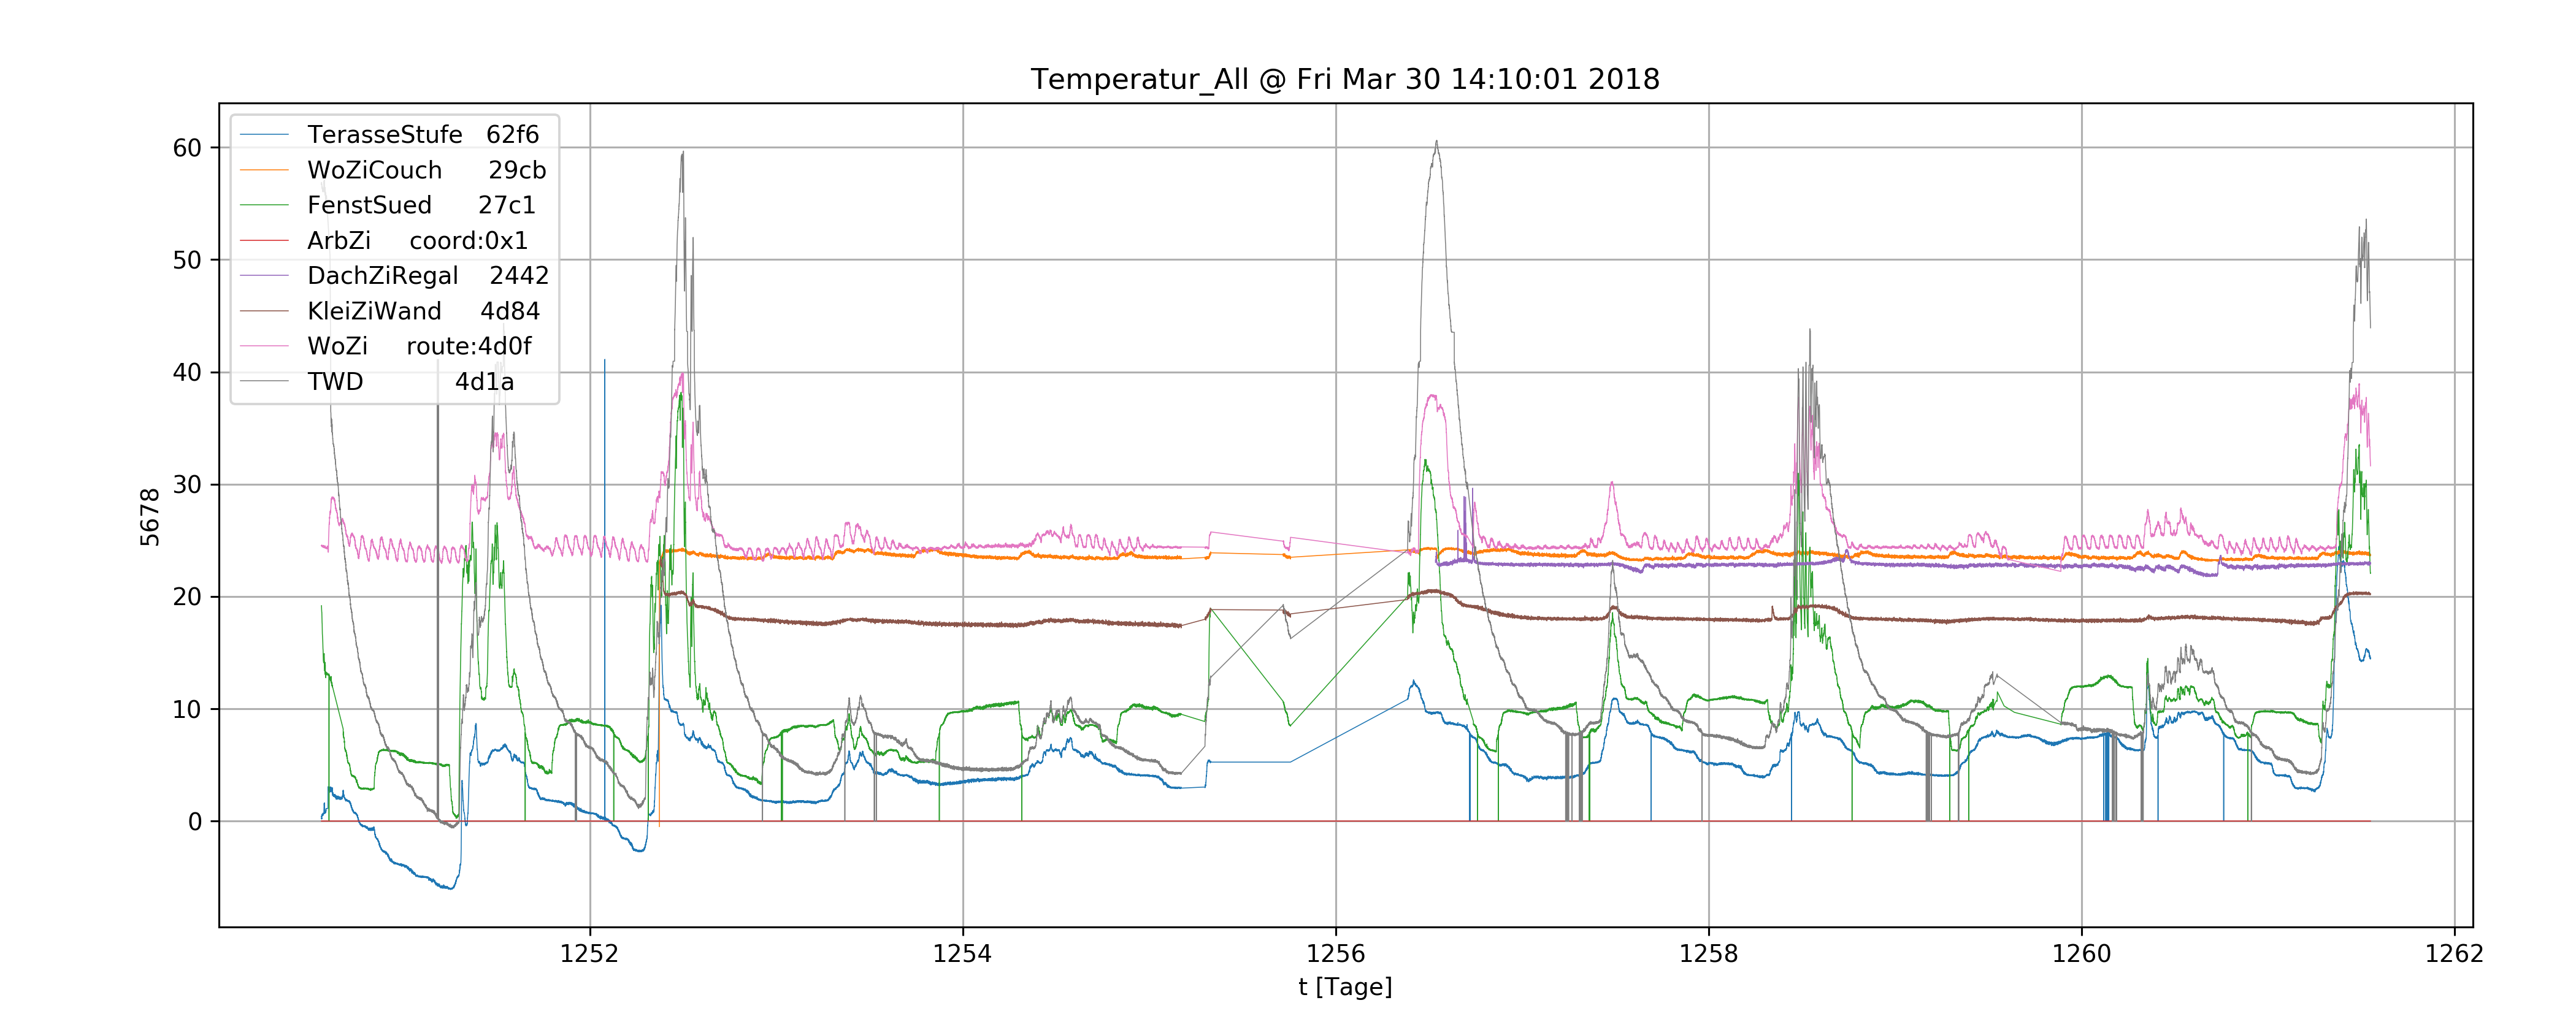 Temperatur_All @ Fri Mar 30 14:10:01 2018
TerasseStufe 62f6
WoZiCouch 29cb
FenstSued 27c1
ArbZi coord:0x1
DachZiRegal 2442
KleiZiWand 4d84
WoZi route:4d0f
TWD 4d1a
60
50
40
30
20
10
0
5678
1252 1254 1256 1258 1260 1262
t [Tage]